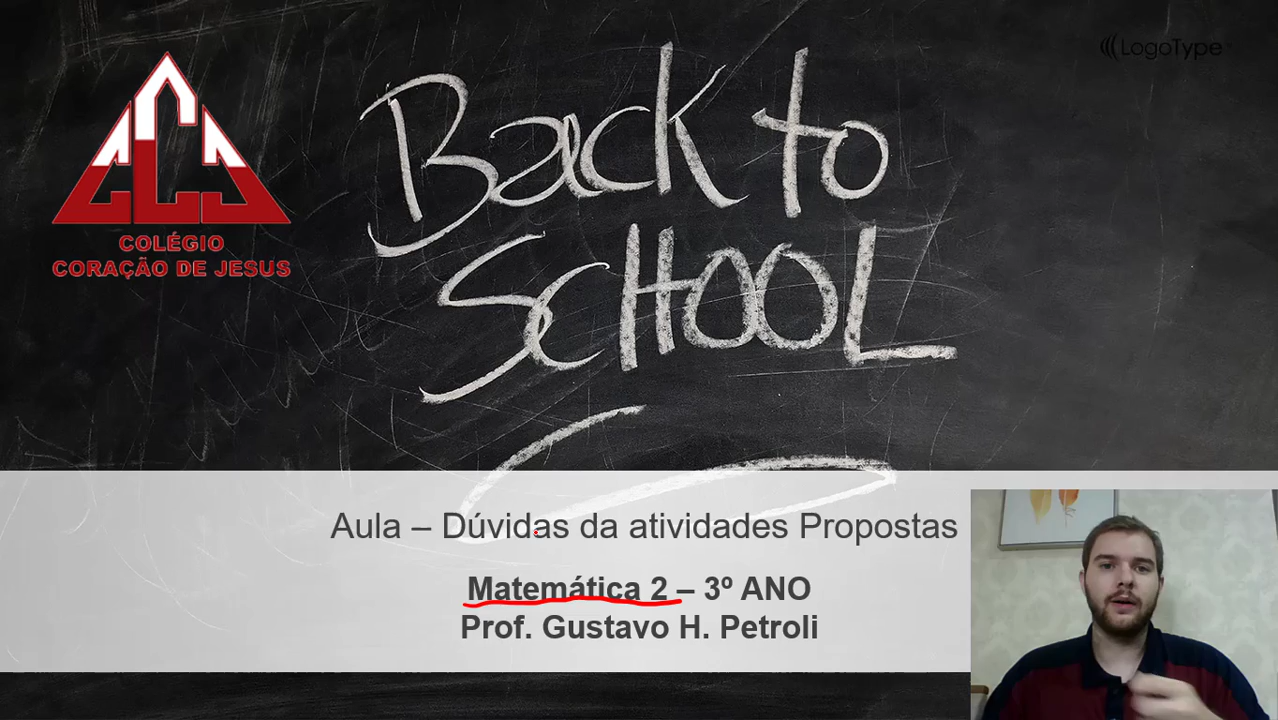 LogoType
Back to
SCHOOL
COLÉGIO
CORAÇÃO DE JESUS
Aula – Dúvidas da atividades Propostas
Matemática 2 – 3º ANO
Prof. Gustavo H. Petroli